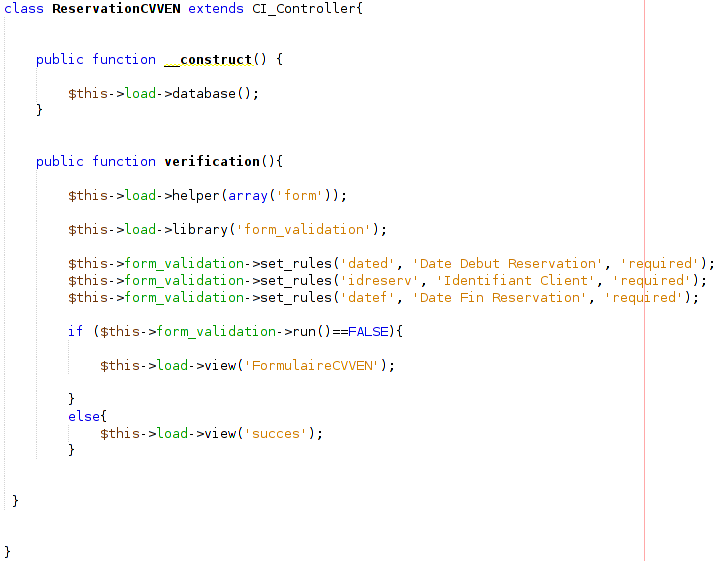 class ReservationCVVEN extends CI_Controller{
public function __construct() {
$this->load->database();
}
public function verification(){
$this->load->helper(array('form'));
$this->load->library('form_validation');
$this->form_validation->set_rules('dated', 'Date Debut Reservation', 'required');
$this->form_validation->set_rules('idreserv', 'Identifiant Client', 'required');
$this->form_validation->set_rules('datef', 'Date Fin Reservation', 'required');
if ($this->form_validation->run()==FALSE){
$this->load->view('FormulaireCVVEN');
}
else{
$this->load->view('succes');
}
}
}